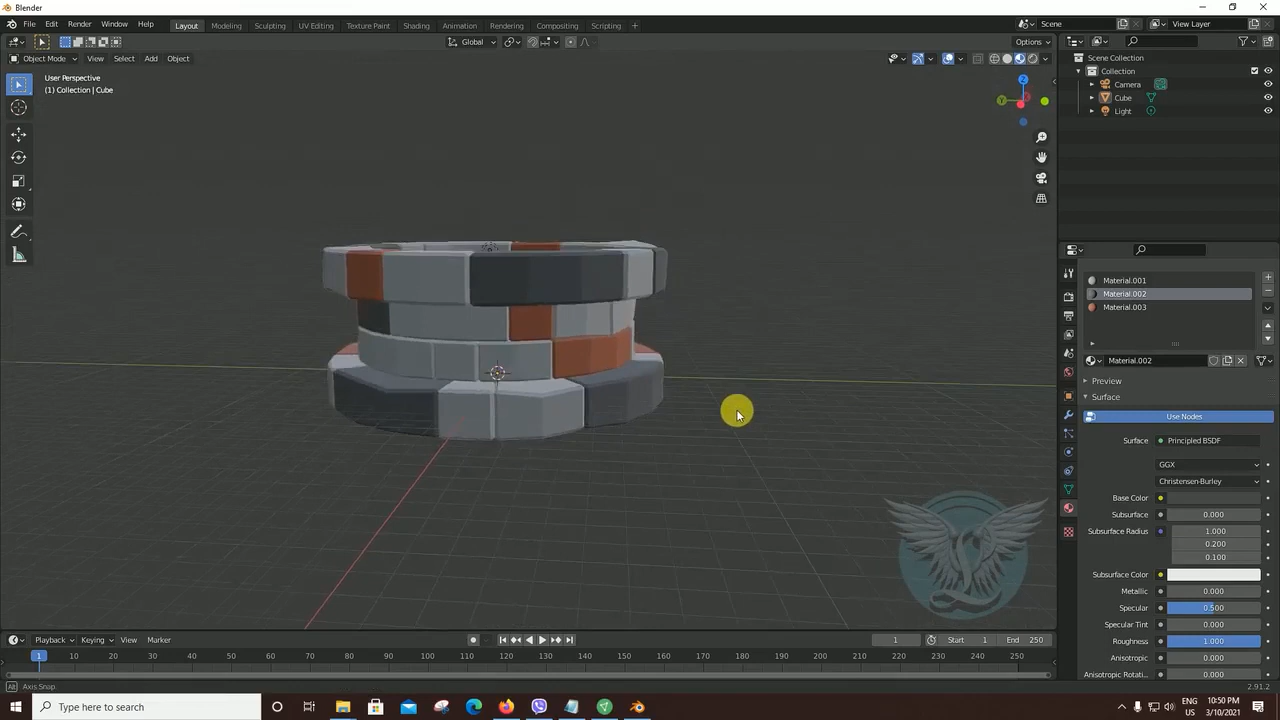 Blender
File Edit Render Window Help
Layout Modeling Sculpting UV Editing Texture Paint Shading Animation Rendering Compositing Scripting +
Scene
View Layer
Global
Options
Object Mode View Select Add Object
User Perspective
(1) Collection | Cube
Z
Y
Scene Collection
Collection
Camera
Cube
Light
Material.001
Material.002
Material.003
Material.002
Preview
Surface
Use Nodes
Surface Principled BSDF
GGX
Christensen-Burley
Base Color
Subsurface 0.000
Subsurface Radius 1.000
0.200
0.100
Subsurface Color
Metallic 0.000
Specular 0.500
Specular Tint 0.000
Roughness 1.000
Anisotropic 0.000
Anisotropic Rotati... 0.000
Playback Keying View Marker
1 Start 1 End 250
1 10 20 30 40 50 60 70 80 90 100 110 120 130 140 150 160 170 180 190 200 210 220 230 240 250
Axis Snap
2.91.2
Type here to search
ENG
US
10:50 PM
3/10/2021